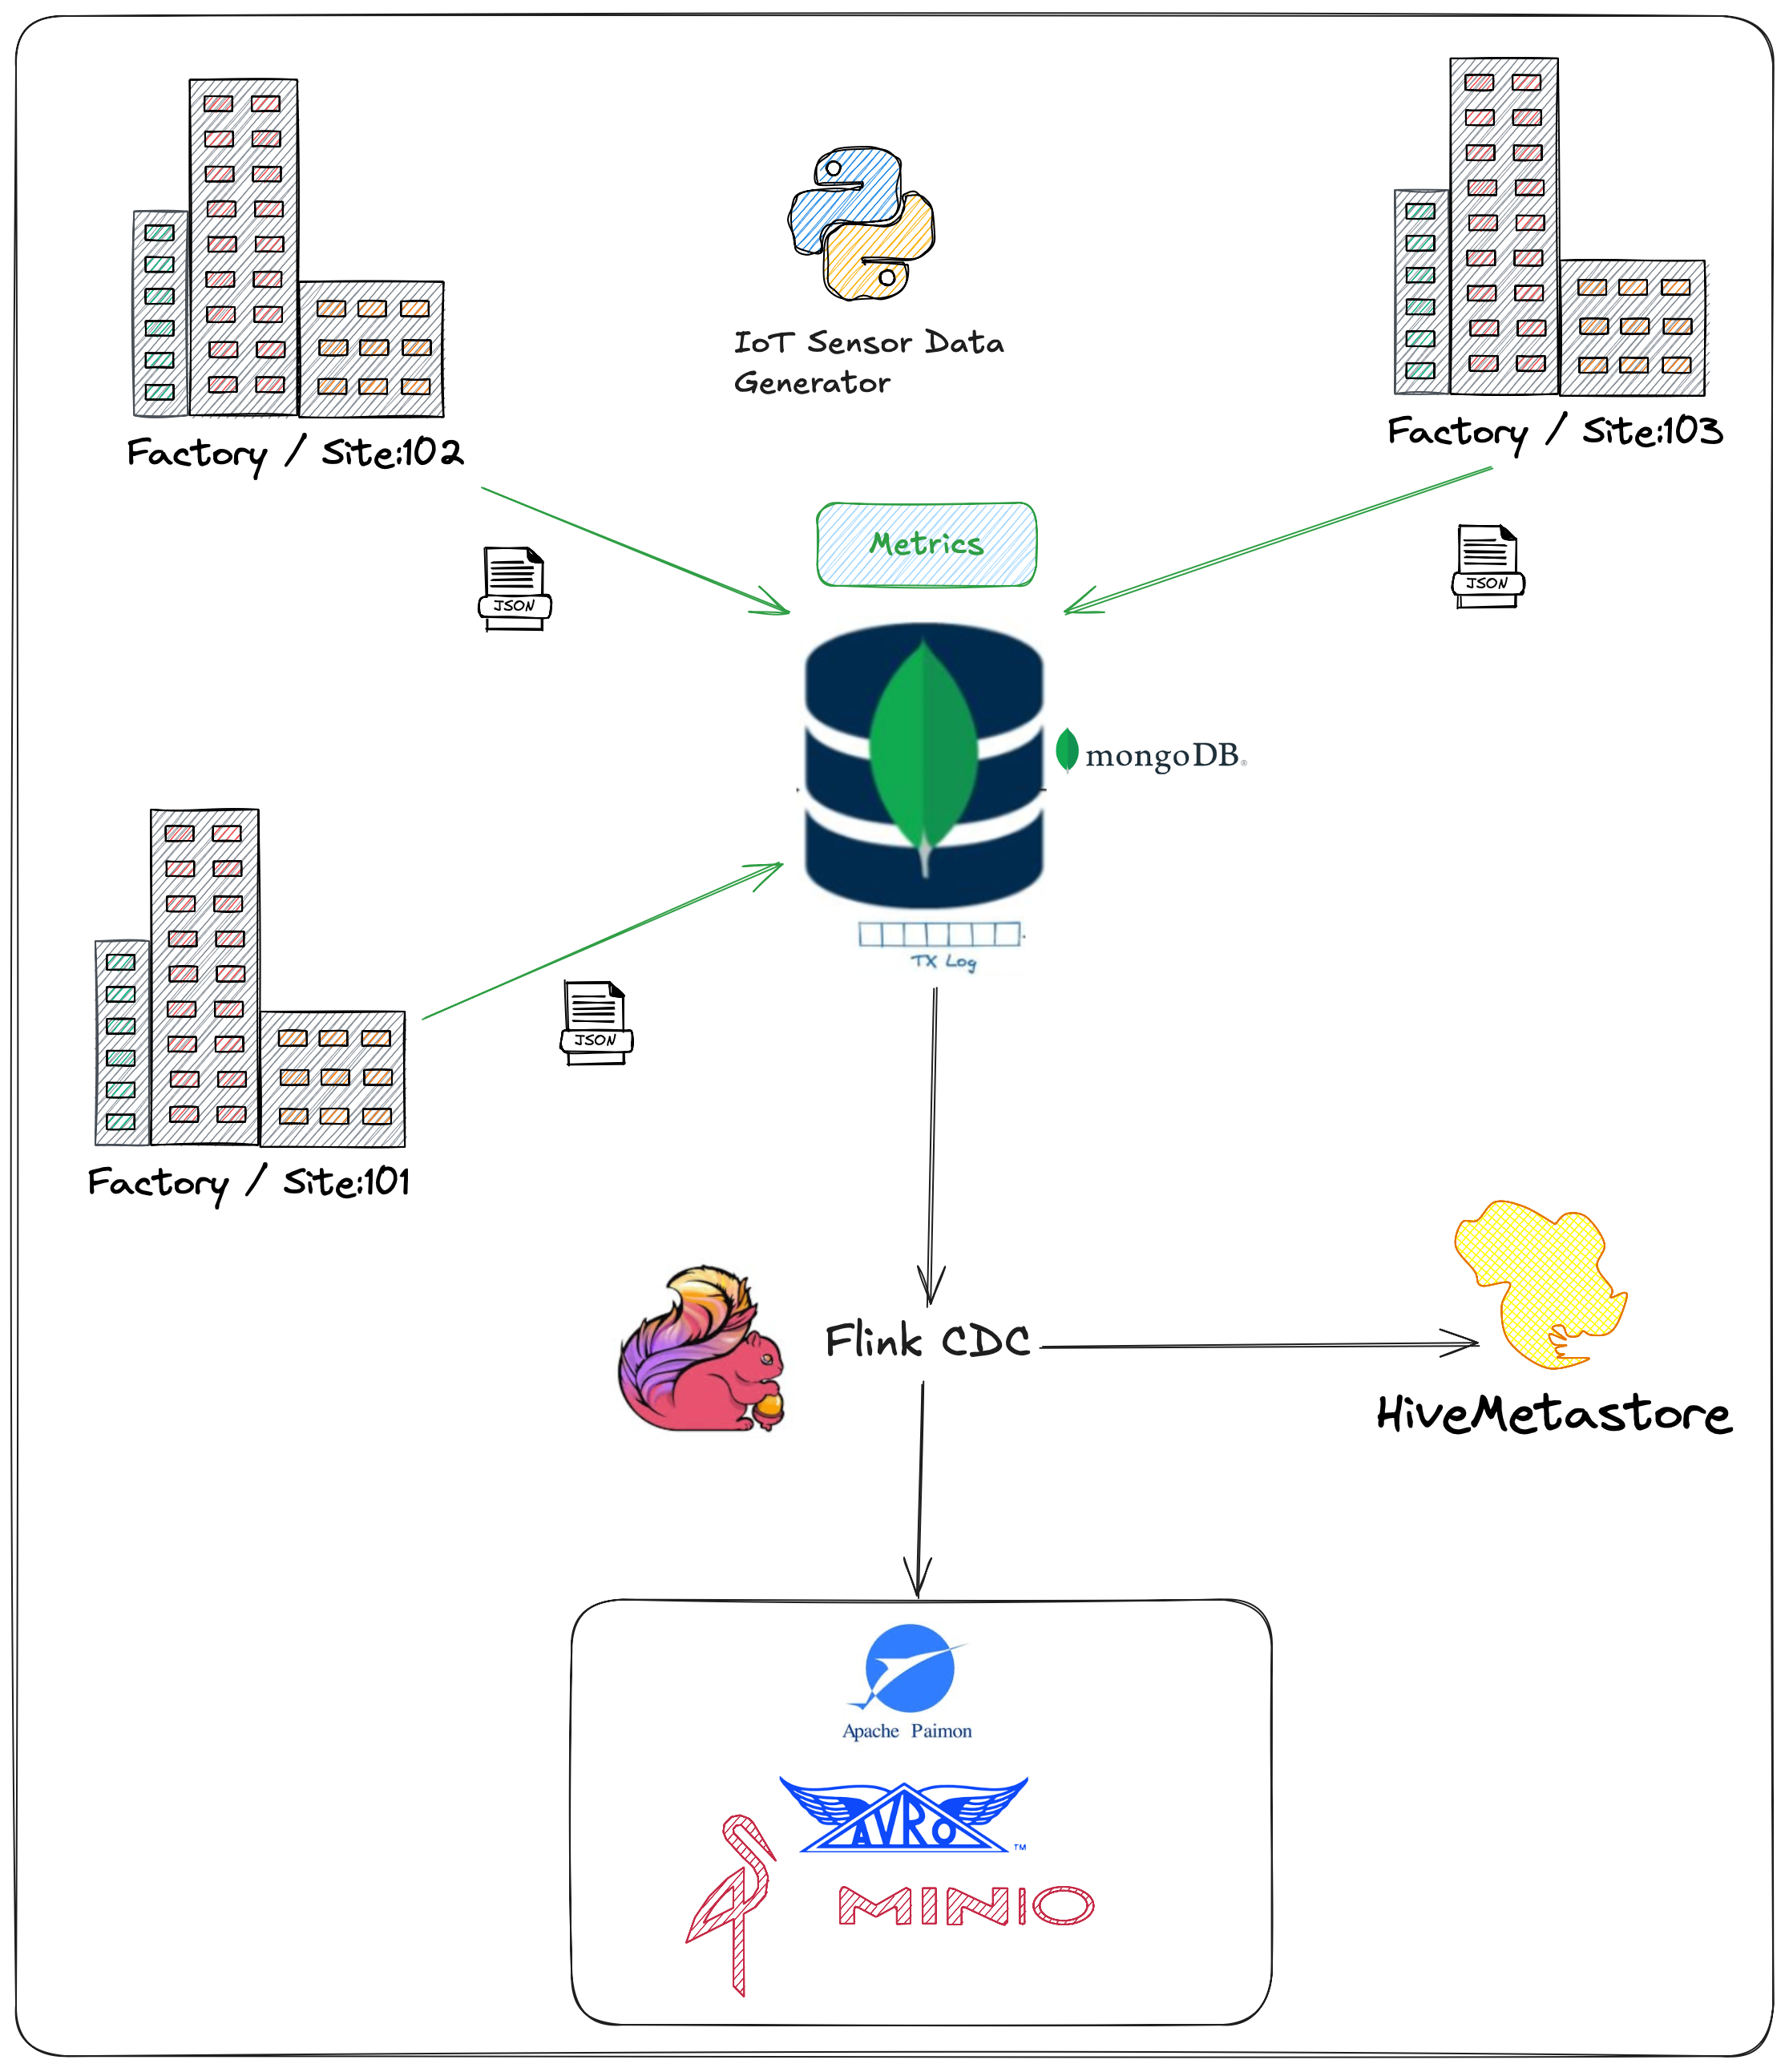 IoT Sensor Data
Generator
Factory / Site:102
Factory / Site:103
Metrics
JSON
JSON
mongoDB®
TX Log
JSON
Factory / Site:101
Flink CDC
HiveMetastore
Apache Paimon
AVRO™
MINIO